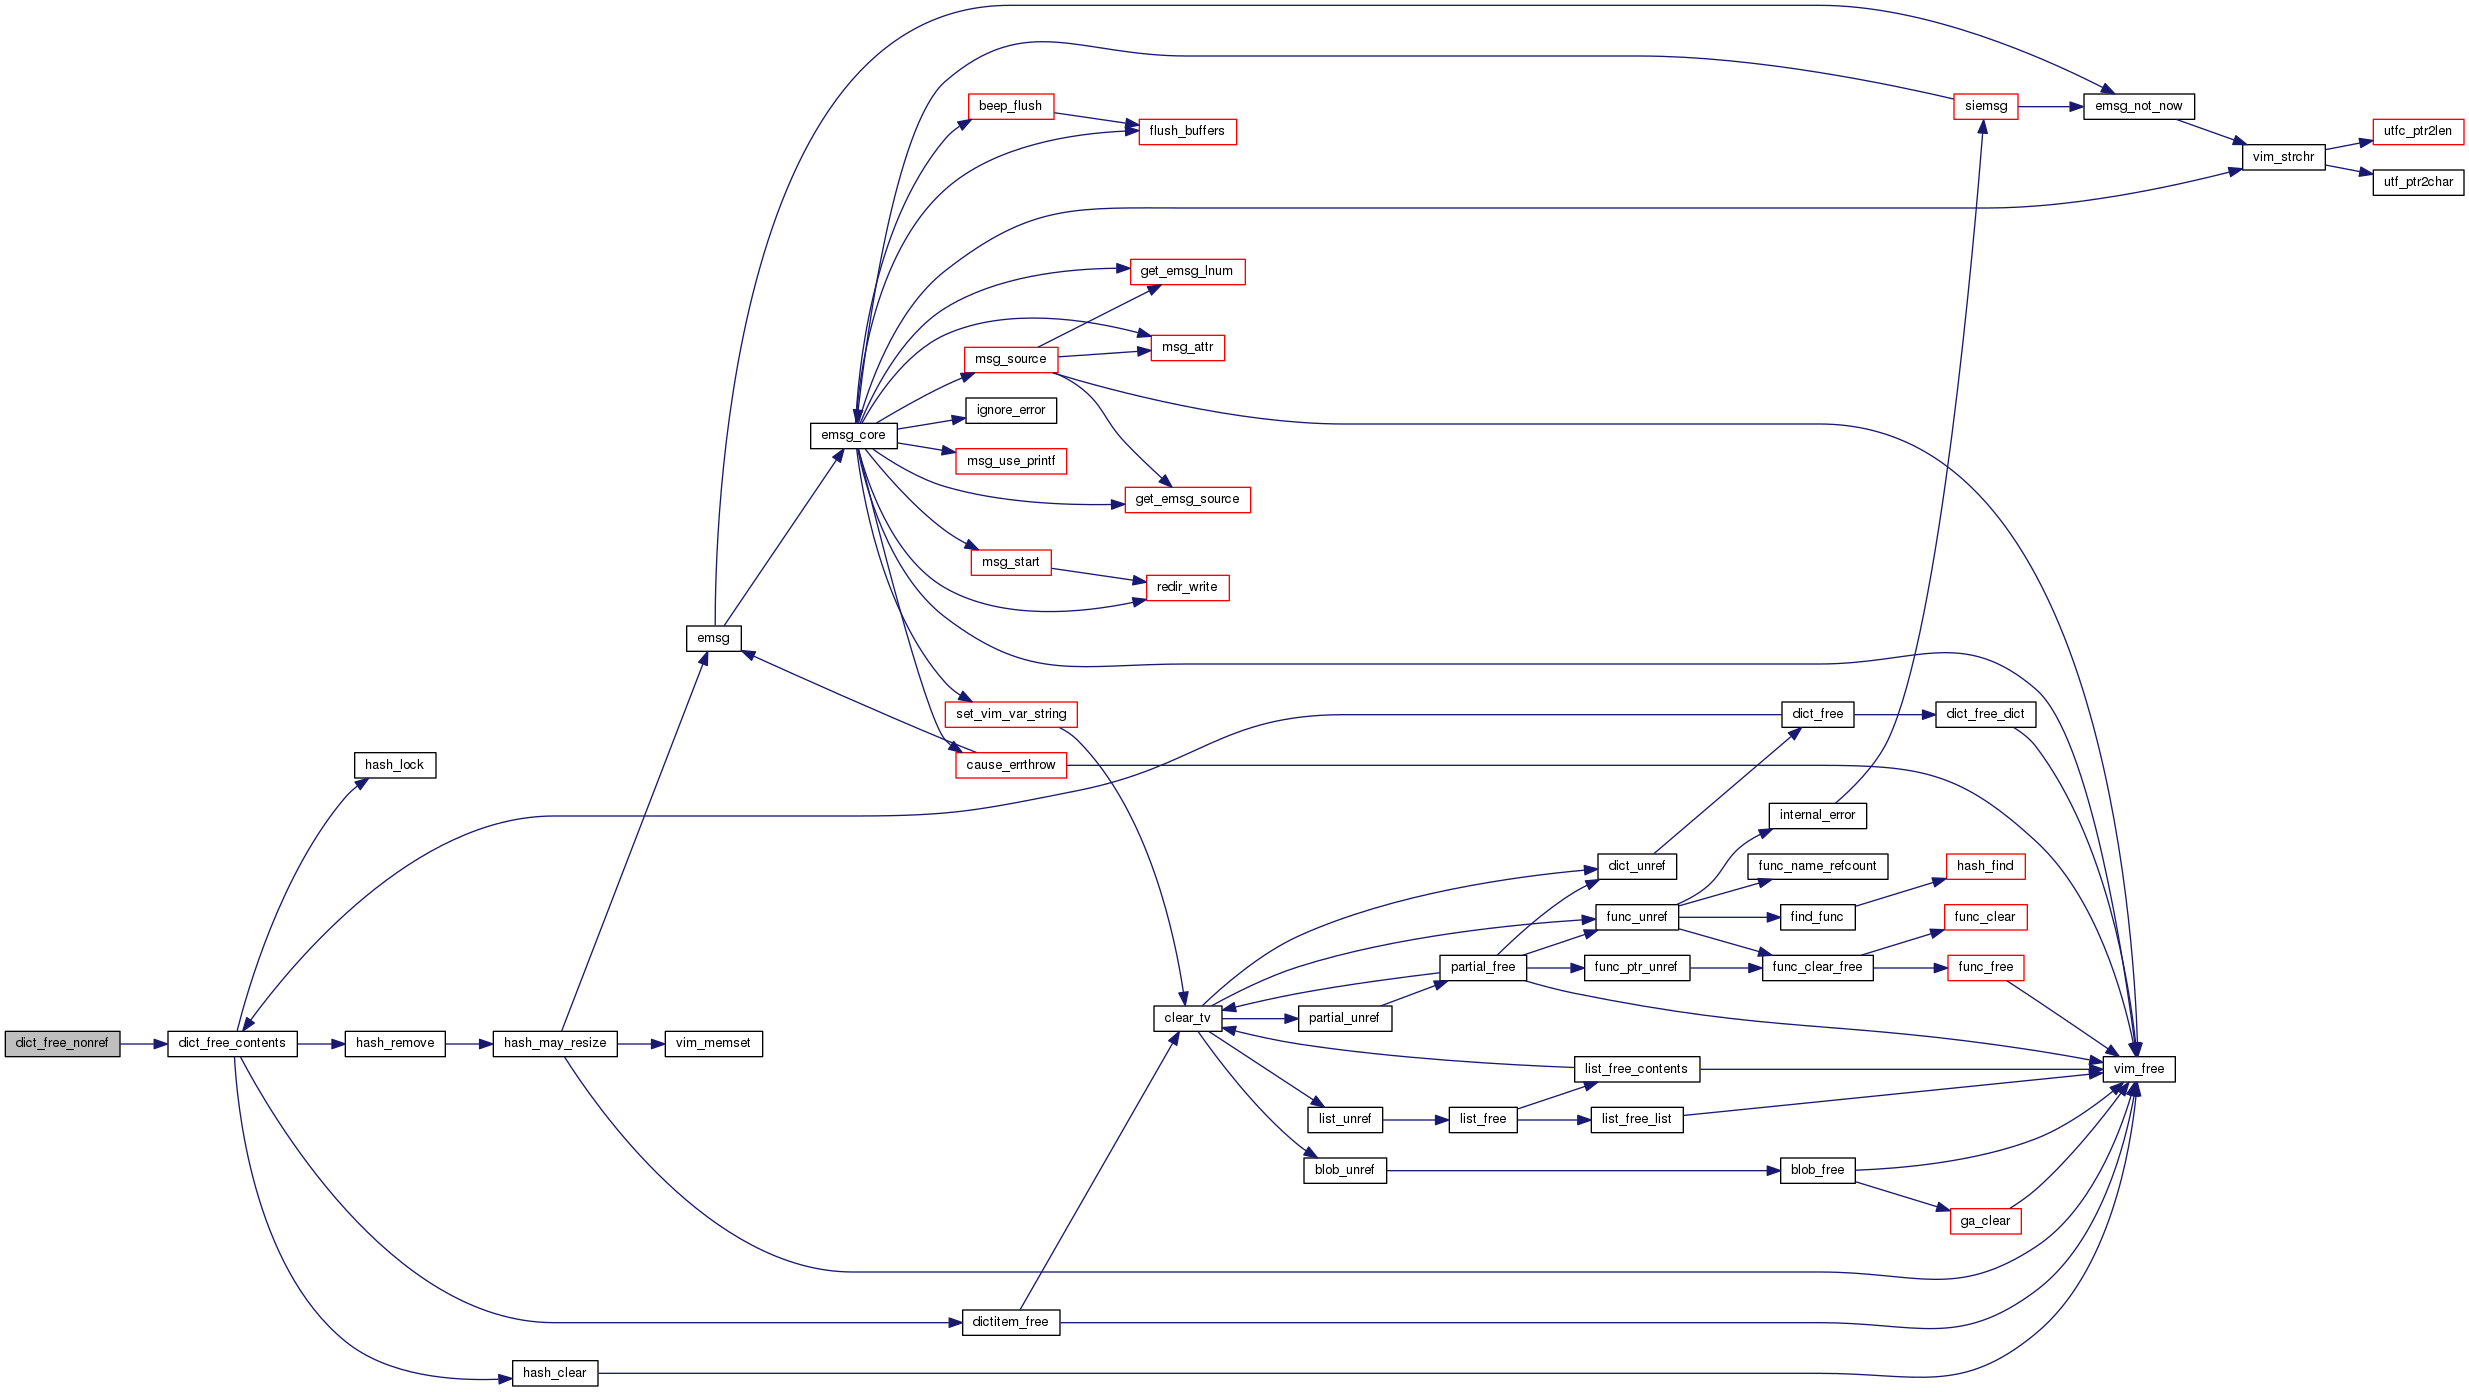 dict_free_nonref
dict_free_contents
hash_lock
hash_remove
hash_clear
hash_may_resize
emsg
vim_memset
emsg_core
beep_flush
flush_buffers
get_emsg_lnum
msg_source
msg_attr
ignore_error
msg_use_printf
get_emsg_source
msg_start
redir_write
set_vim_var_string
cause_errthrow
dictitem_free
clear_tv
partial_unref
list_unref
blob_unref
partial_free
list_free
dict_unref
func_unref
func_ptr_unref
list_free_contents
list_free_list
dict_free
internal_error
func_name_refcount
find_func
func_clear_free
blob_free
siemsg
dict_free_dict
hash_find
func_clear
func_free
ga_clear
emsg_not_now
vim_free
vim_strchr
utfc_ptr2len
utf_ptr2char